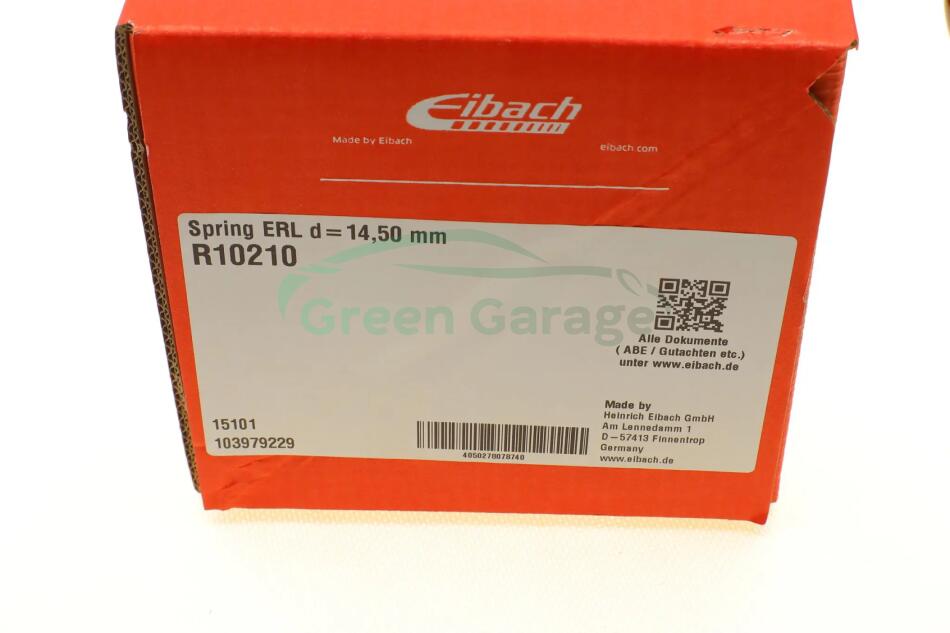 Eibach
Made by Eibach
eibach.com
Spring ERL d=14,50 mm
R10210
Green Garage
Alle Dokumente
( ABE / Gutachten etc.)
unter www.eibach.de
15101
103979229
4050278078740
Made by
Heinrich Eibach GmbH
Am Lennedamm 1
D-57413 Finnentrop
Germany
www.eibach.de